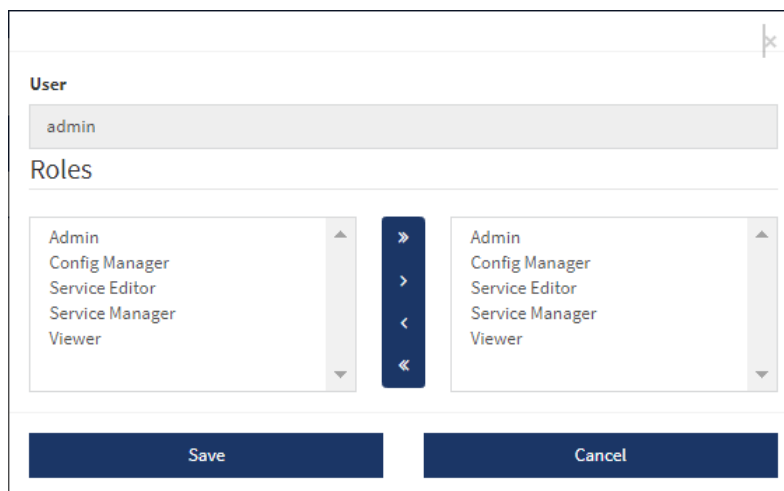 ×
User
admin
Roles
Admin
Config Manager
Service Editor
Service Manager
Viewer
»
›
‹
«
Admin
Config Manager
Service Editor
Service Manager
Viewer
Save
Cancel